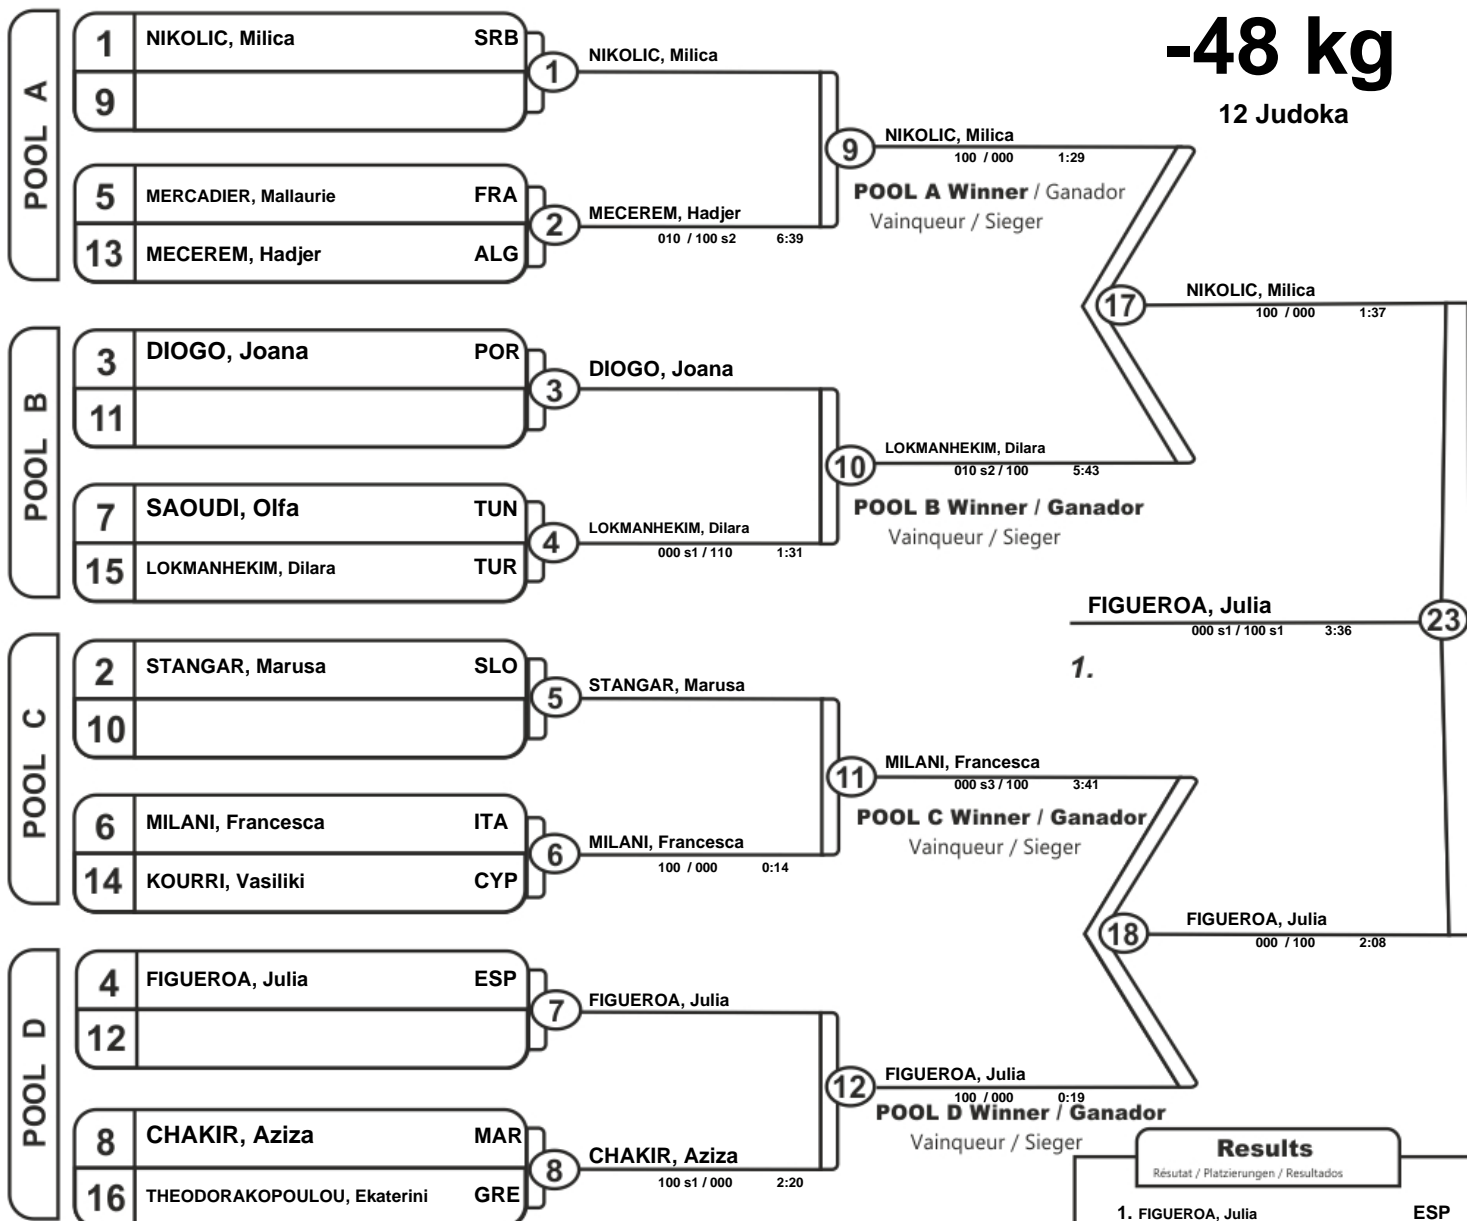 -48 kg
12 Judoka
POOL A
1 NIKOLIC, Milica SRB
9
1
NIKOLIC, Milica
5 MERCADIER, Mallaurie FRA
13 MECEREM, Hadjer ALG
2
MECEREM, Hadjer
010 / 100 s2 6:39
9
NIKOLIC, Milica
100 / 000 1:29
POOL A Winner / Ganador
Vainqueur / Sieger
POOL B
3 DIOGO, Joana POR
11
3
DIOGO, Joana
7 SAOUDI, Olfa TUN
15 LOKMANHEKIM, Dilara TUR
4
LOKMANHEKIM, Dilara
000 s1 / 110 1:31
10
LOKMANHEKIM, Dilara
010 s2 / 100 5:43
POOL B Winner / Ganador
Vainqueur / Sieger
17
NIKOLIC, Milica
100 / 000 1:37
FIGUEROA, Julia
000 s1 / 100 s1 3:36
23
1.
POOL C
2 STANGAR, Marusa SLO
10
5
STANGAR, Marusa
6 MILANI, Francesca ITA
14 KOURRI, Vasiliki CYP
6
MILANI, Francesca
100 / 000 0:14
11
MILANI, Francesca
000 s3 / 100 3:41
POOL C Winner / Ganador
Vainqueur / Sieger
POOL D
4 FIGUEROA, Julia ESP
12
7
FIGUEROA, Julia
8 CHAKIR, Aziza MAR
16 THEODORAKOPOULOU, Ekaterini GRE
8
CHAKIR, Aziza
100 s1 / 000 2:20
12
FIGUEROA, Julia
100 / 000 0:19
POOL D Winner / Ganador
Vainqueur / Sieger
18
FIGUEROA, Julia
000 / 100 2:08
Results
Résutat / Platzierungen / Resultados
1. FIGUEROA, Julia ESP